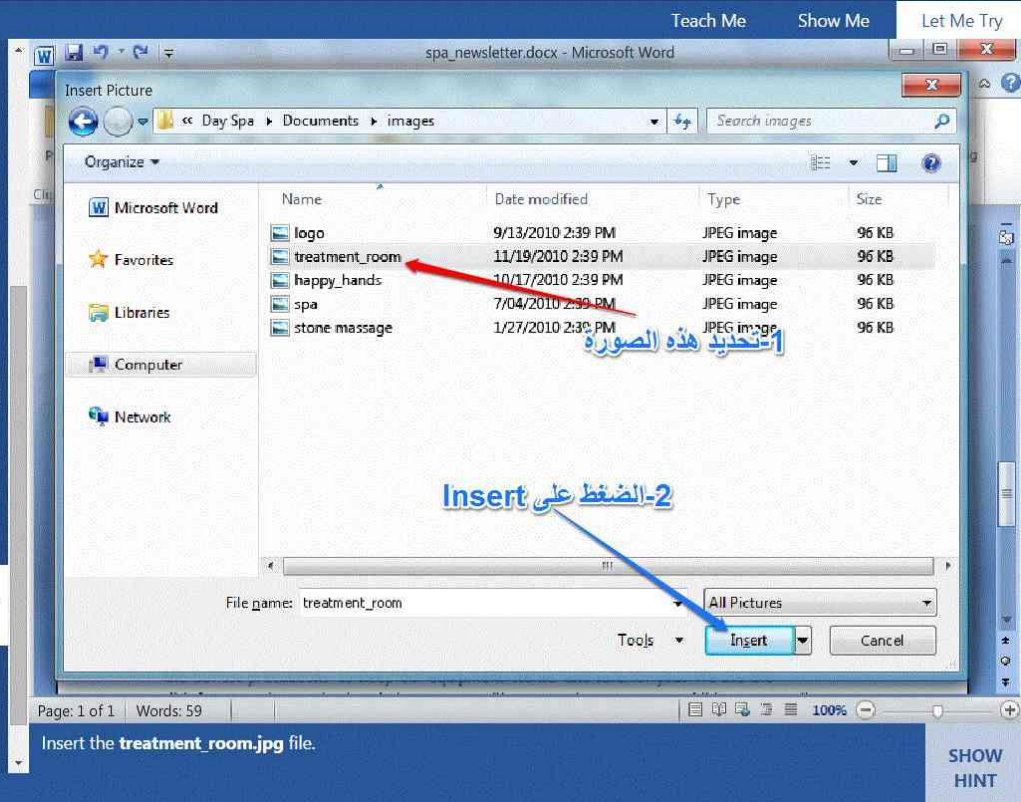 Teach Me Show Me Let Me Try
spa_newsletter.docx - Microsoft Word
Insert Picture
« Day Spa ▸ Documents ▸ images
Search images
Organize
Name Date modified Type Size
Microsoft Word
Favorites
Libraries
Computer
Network
logo 9/13/2010 2:39 PM JPEG image 96 KB
treatment_room 11/19/2010 2:39 PM JPEG image 96 KB
happy_hands 10/17/2010 2:39 PM JPEG image 96 KB
spa 7/04/2010 2:39 PM JPEG image 96 KB
stone massage 1/27/2010 2:39 PM JPEG image 96 KB
1-تحديد هذه الصورة
2-الضغط على Insert
File name: treatment_room
All Pictures
Tools Insert Cancel
Page: 1 of 1 Words: 59 100%
Insert the treatment_room.jpg file.
SHOW
HINT